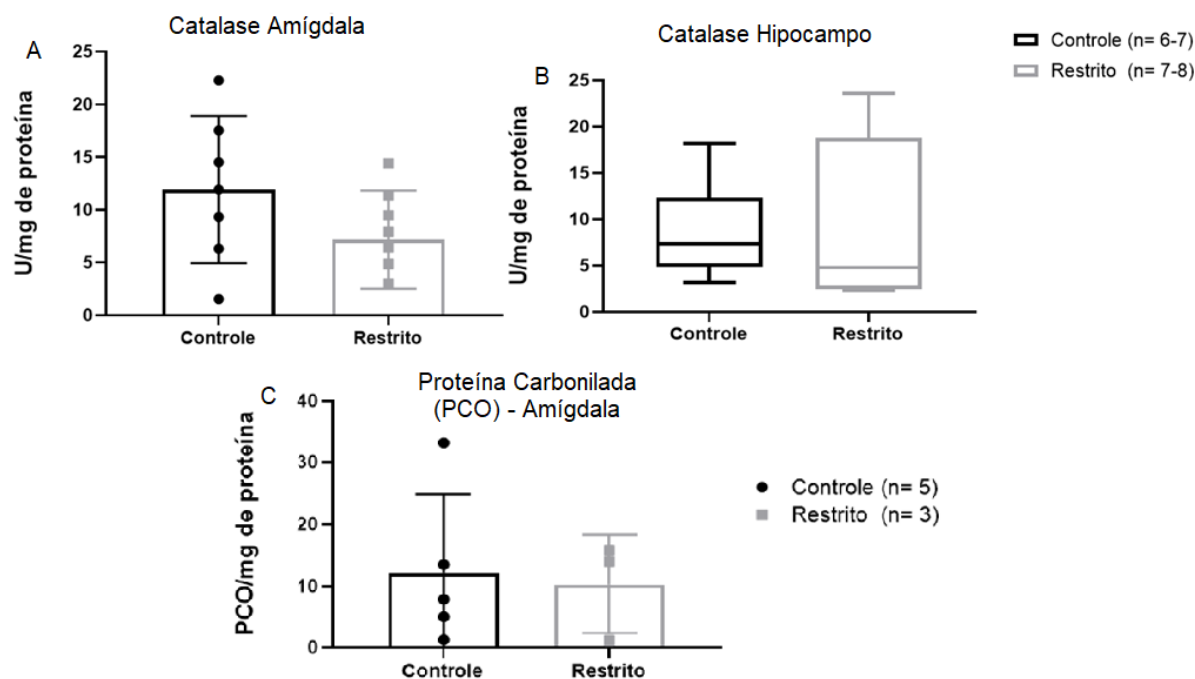 A
Catalase Amígdala
U/mg de proteína
25
20
15
10
5
0
Controle
Restrito
B
Catalase Hipocampo
U/mg de proteína
25
20
15
10
5
0
Controle
Restrito
Controle (n= 6-7)
Restrito (n= 7-8)
C
Proteína Carbonilada
(PCO) - Amígdala
PCO/mg de proteína
40
30
20
10
0
Controle
Restrito
Controle (n= 5)
Restrito (n= 3)